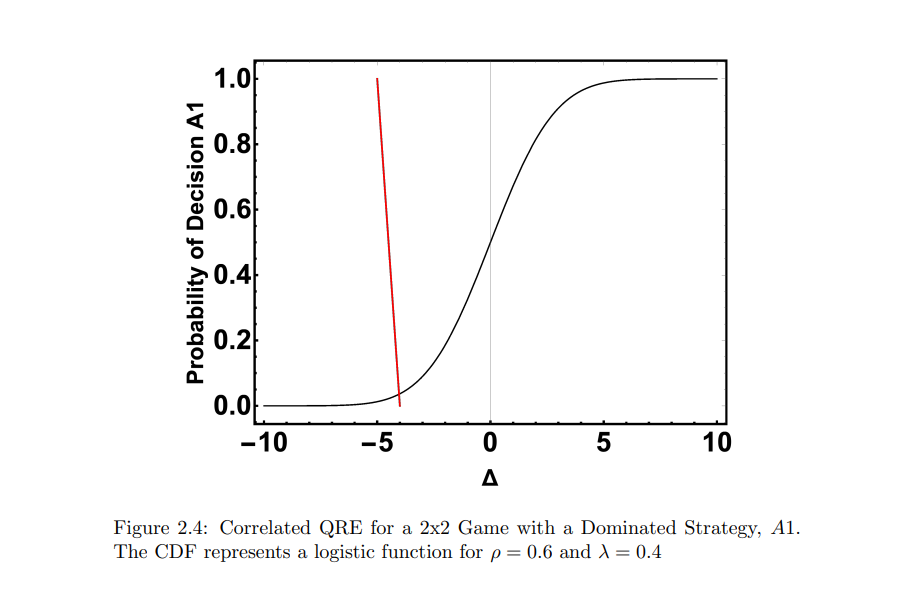 1.0
0.8
0.6
0.4
0.2
0.0
Probability of Decision A1
−10 −5 0 5 10
Δ
Figure 2.4: Correlated QRE for a 2x2 Game with a Dominated Strategy, A1.
The CDF represents a logistic function for ρ = 0.6 and λ = 0.4